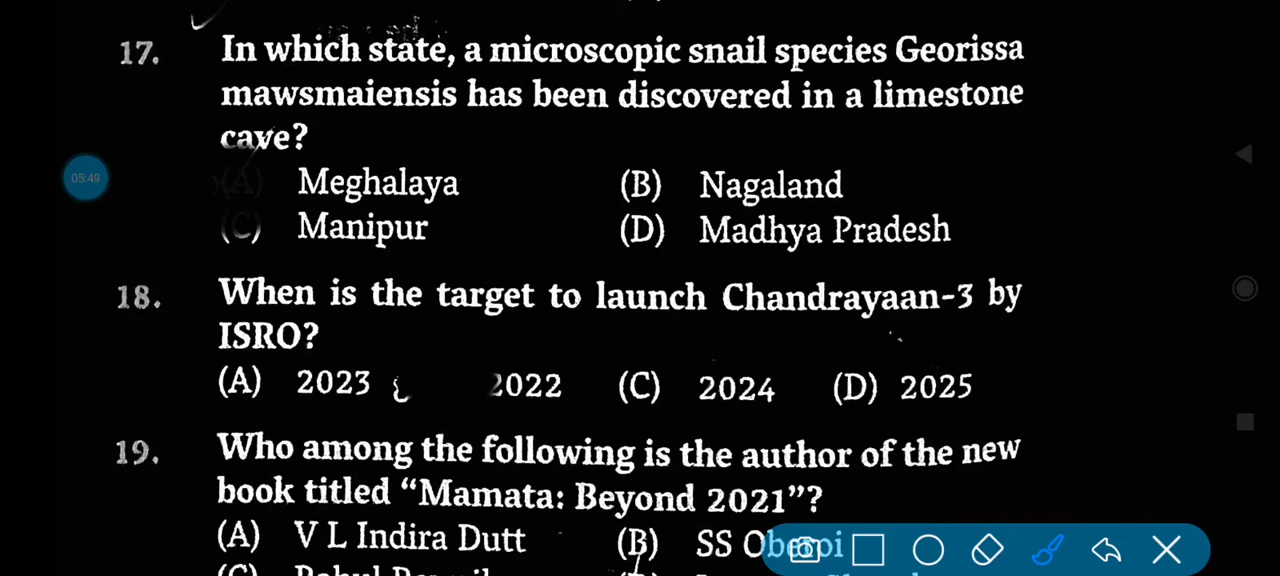 17. In which state, a microscopic snail species Georissa
mawsmaiensis has been discovered in a limestone
cave?
(A) Meghalaya (B) Nagaland
(C) Manipur (D) Madhya Pradesh
18. When is the target to launch Chandrayaan-3 by
ISRO?
(A) 2023 2022 (C) 2024 (D) 2025
19. Who among the following is the author of the new
book titled “Mamata: Beyond 2021”?
(A) V L Indira Dutt (B) SS Oberoi
05:49